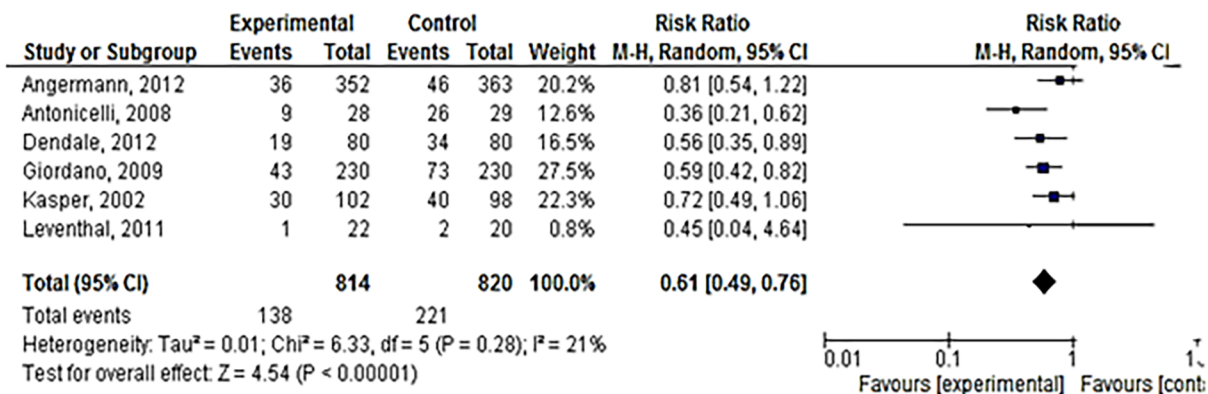 Experimental Control Risk Ratio Risk Ratio
Study or Subgroup Events Total Events Total Weight M-H, Random, 95% CI M-H, Random, 95% CI
Angermann, 2012 36 352 46 363 20.2% 0.81 [0.54, 1.22]
Antonicelli, 2008 9 28 26 29 12.6% 0.36 [0.21, 0.62]
Dendale, 2012 19 80 34 80 16.5% 0.56 [0.35, 0.89]
Giordano, 2009 43 230 73 230 27.5% 0.59 [0.42, 0.82]
Kasper, 2002 30 102 40 98 22.3% 0.72 [0.49, 1.06]
Leventhal, 2011 1 22 2 20 0.8% 0.45 [0.04, 4.64]
Total (95% CI) 814 820 100.0% 0.61 [0.49, 0.76]
Total events 138 221
Heterogeneity: Tau² = 0.01; Chi² = 6.33, df = 5 (P = 0.28); I² = 21%
Test for overall effect: Z = 4.54 (P < 0.00001)
0.01 0.1 1
Favours [experimental] Favours [cont